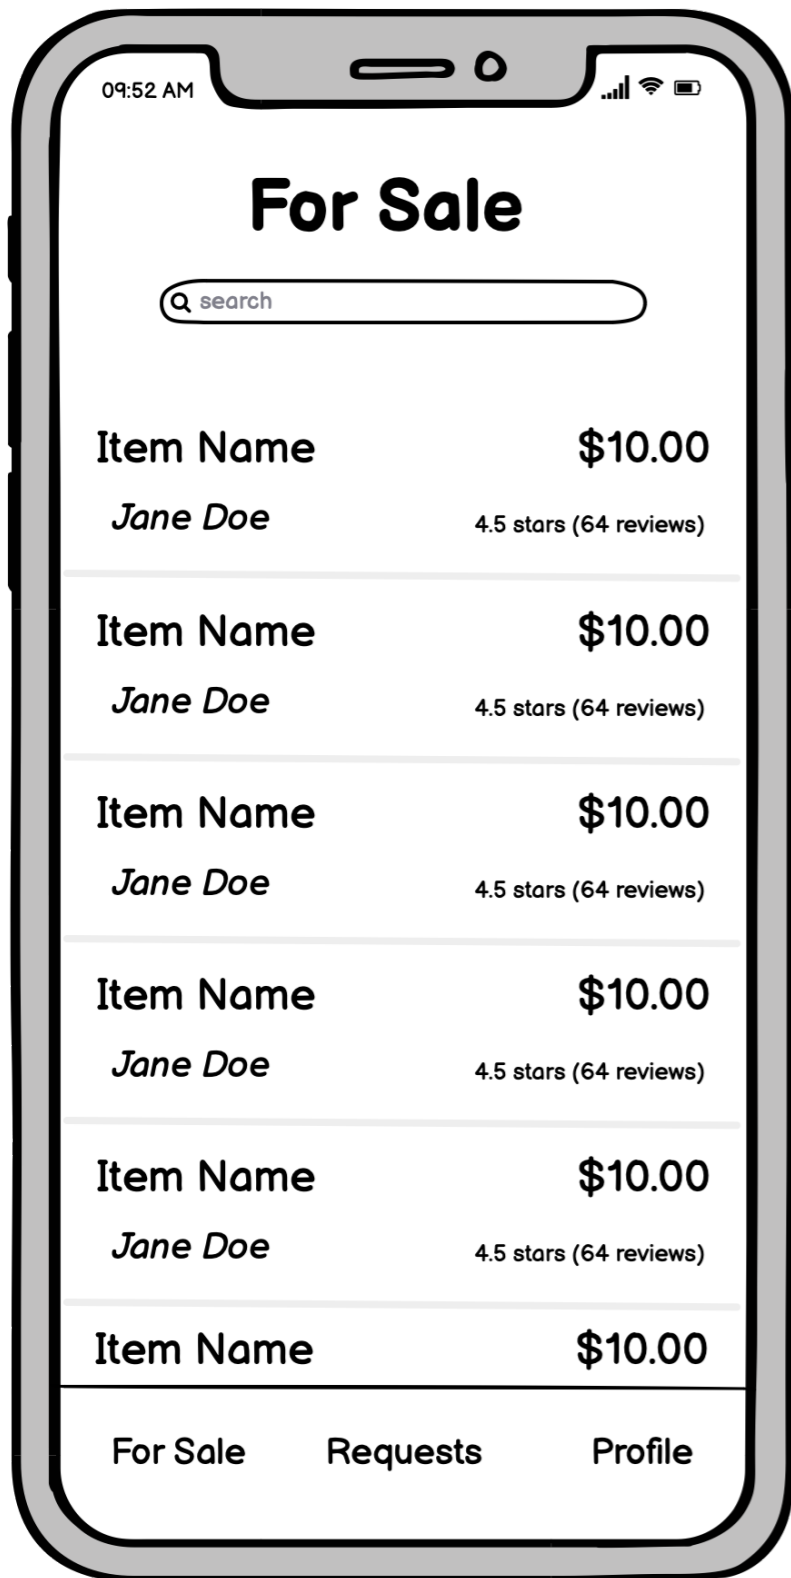 09:52 AM
For Sale
search
Item Name $10.00
Jane Doe 4.5 stars (64 reviews)
Item Name $10.00
Jane Doe 4.5 stars (64 reviews)
Item Name $10.00
Jane Doe 4.5 stars (64 reviews)
Item Name $10.00
Jane Doe 4.5 stars (64 reviews)
Item Name $10.00
Jane Doe 4.5 stars (64 reviews)
Item Name $10.00
For Sale Requests Profile